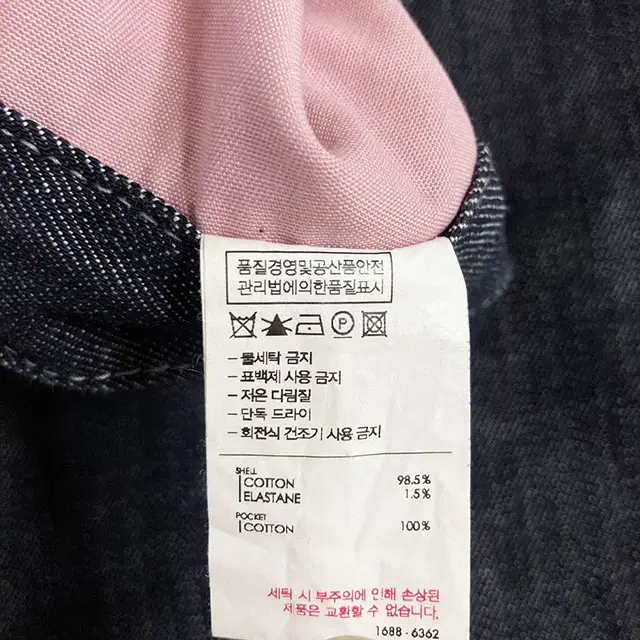 품질경영및공산품안전
관리법에의한품질표시
P
- 물세탁 금지
- 표백제 사용 금지
- 저온 다림질
- 단독 드라이
- 회전식 건조기 사용 금지
SHELL
COTTON 98.5%
ELASTANE 1.5%
POCKET
COTTON 100%
세탁 시 부주의에 인해 손상된
제품은 교환할 수 없습니다.
1688 - 6362